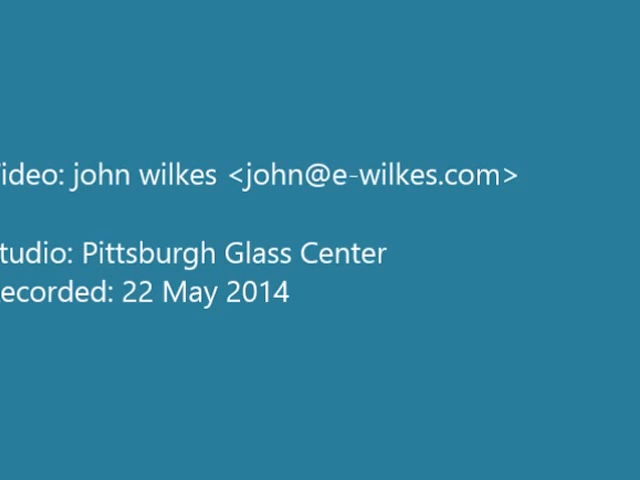 ideo: john wilkes <john@e-wilkes.com>
tudio: Pittsburgh Glass Center
ecorded: 22 May 2014